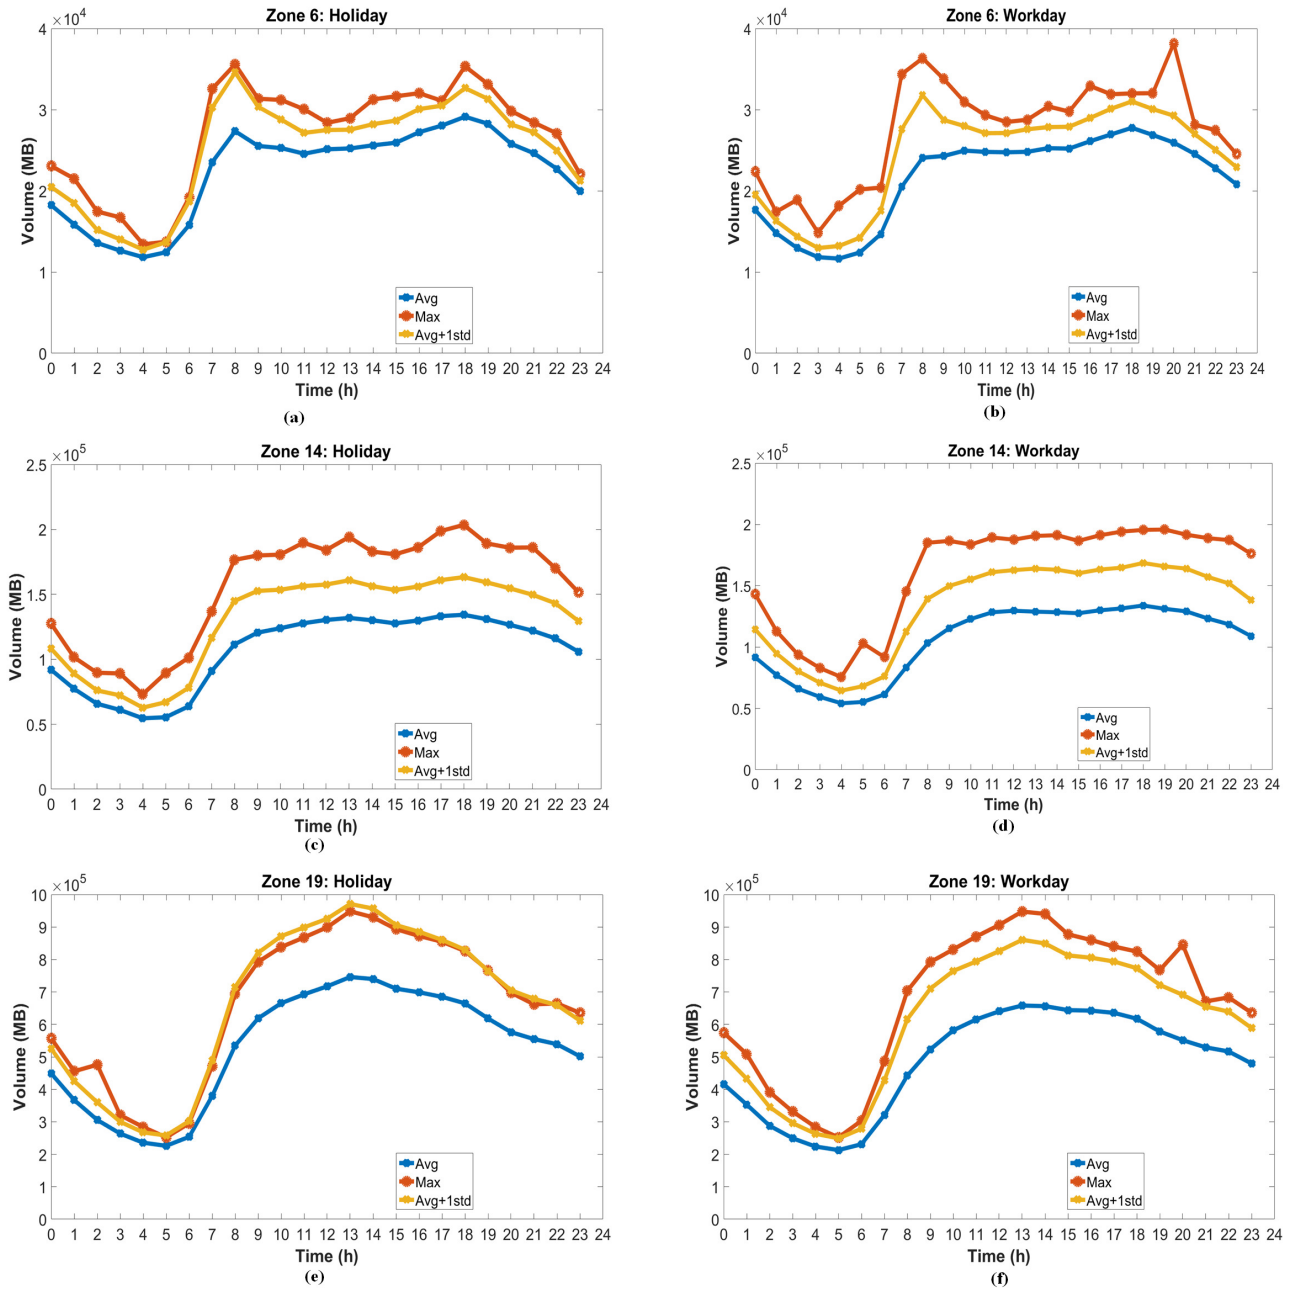 Zone 6: Holiday
×10⁴
4
3
2
1
0
Volume (MB)
Avg
Max
Avg+1std
0 1 2 3 4 5 6 7 8 9 10 11 12 13 14 15 16 17 18 19 20 21 22 23 24
Time (h)
(a)
Zone 6: Workday
×10⁴
4
3
2
1
0
Volume (MB)
Avg
Max
Avg+1std
0 1 2 3 4 5 6 7 8 9 10 11 12 13 14 15 16 17 18 19 20 21 22 23 24
Time (h)
(b)
Zone 14: Holiday
×10⁵
2.5
2
1.5
1
0.5
0
Volume (MB)
Avg
Max
Avg+1std
0 1 2 3 4 5 6 7 8 9 10 11 12 13 14 15 16 17 18 19 20 21 22 23 24
Time (h)
(c)
Zone 14: Workday
×10⁵
2.5
2
1.5
1
0.5
0
Volume (MB)
Avg
Max
Avg+1std
0 1 2 3 4 5 6 7 8 9 10 11 12 13 14 15 16 17 18 19 20 21 22 23 24
Time (h)
(d)
Zone 19: Holiday
×10⁵
10
9
8
7
6
5
4
3
2
1
0
Volume (MB)
Avg
Max
Avg+1std
0 1 2 3 4 5 6 7 8 9 10 11 12 13 14 15 16 17 18 19 20 21 22 23 24
Time (h)
(e)
Zone 19: Workday
×10⁵
10
9
8
7
6
5
4
3
2
1
0
Volume (MB)
Avg
Max
Avg+1std
0 1 2 3 4 5 6 7 8 9 10 11 12 13 14 15 16 17 18 19 20 21 22 23 24
Time (h)
(f)